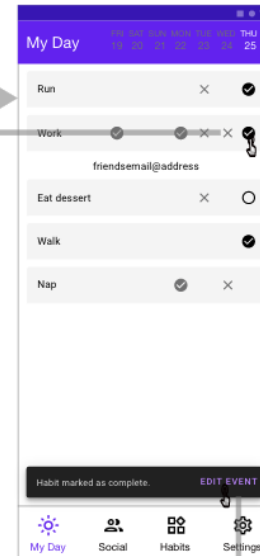 My Day
FRI SAT SUN MON TUE WED THU
19 20 21 22 23 24 25
Run
Work
friendsemail@address
Eat dessert
Walk
Nap
Habit marked as complete. EDIT EVENT
My Day Social Habits Settings